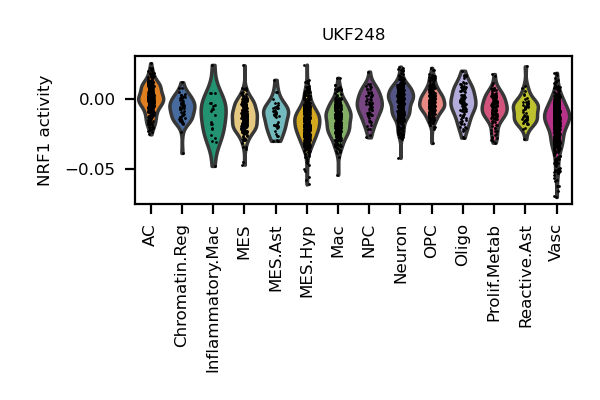 UKF248
NRF1 activity
0.00
−0.05
AC
Chromatin.Reg
Inflammatory.Mac
MES
MES.Ast
MES.Hyp
Mac
NPC
Neuron
OPC
Oligo
Prolif.Metab
Reactive.Ast
Vasc